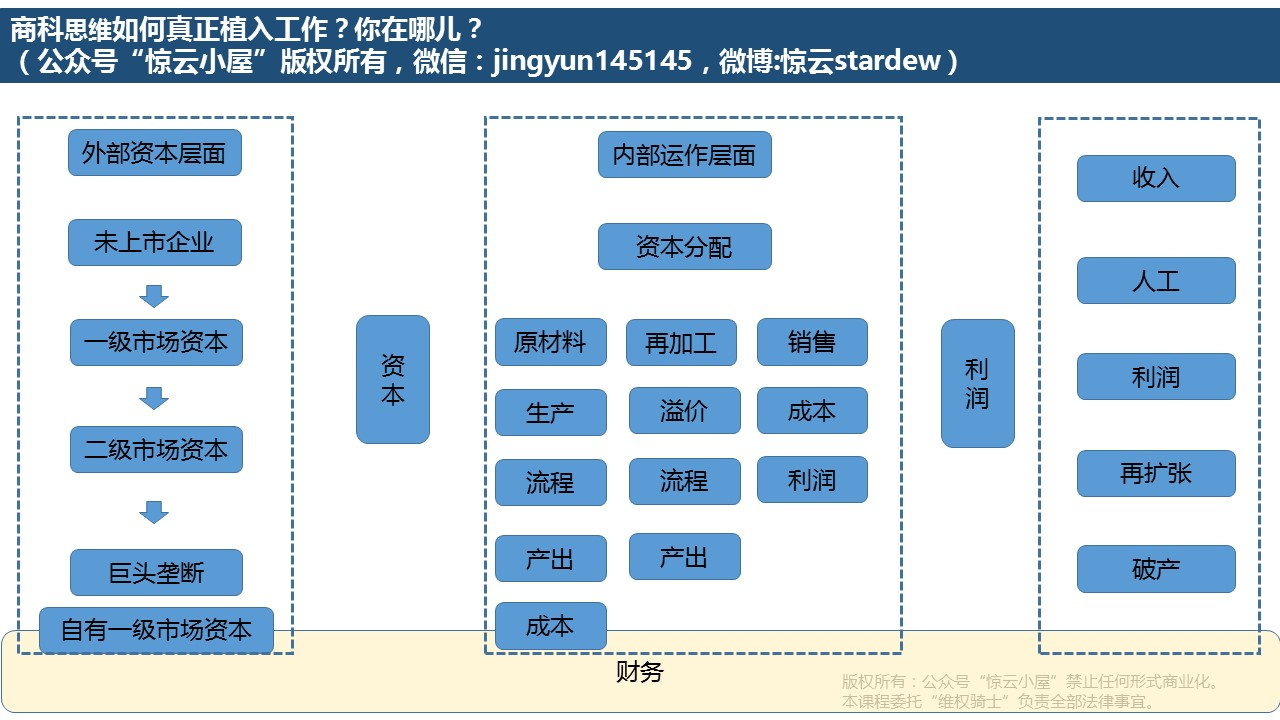 商科思维如何真正植入工作？你在哪儿？
（公众号“惊云小屋”版权所有，微信：jingyun145145，微博:惊云stardew）
外部资本层面
未上市企业
一级市场资本
二级市场资本
巨头垄断
自有一级市场资本
资
本
内部运作层面
资本分配
原材料
再加工
销售
生产
溢价
成本
流程
流程
利润
产出
产出
成本
利
润
收入
人工
利润
再扩张
破产
财务
版权所有：公众号“惊云小屋”禁止任何形式商业化。
本课程委托“维权骑士”负责全部法律事宜。